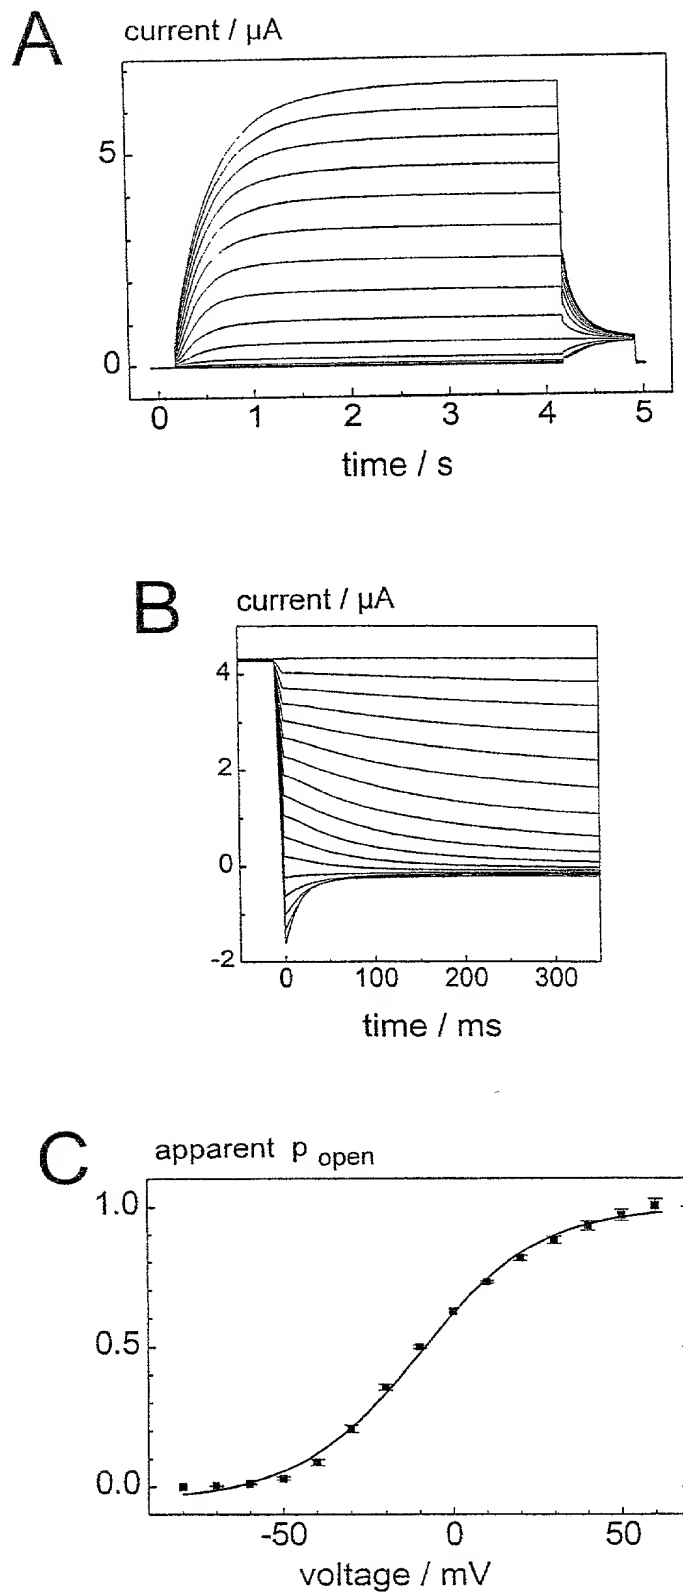 A
current / µA
5
0
0 1 2 3 4 5
time / s
B
current / µA
4
2
0
-2
0 100 200 300
time / ms
C
apparent p open
1.0
0.5
0.0
-50 0 50
voltage / mV